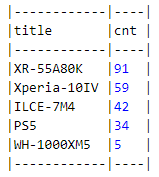 |------------|----|
|title       |cnt |
|------------|----|
|XR-55A80K   |91  |
|Xperia-10IV |59  |
|ILCE-7M4    |42  |
|PS5         |34  |
|WH-1000XM5  |5   |
|------------|----|